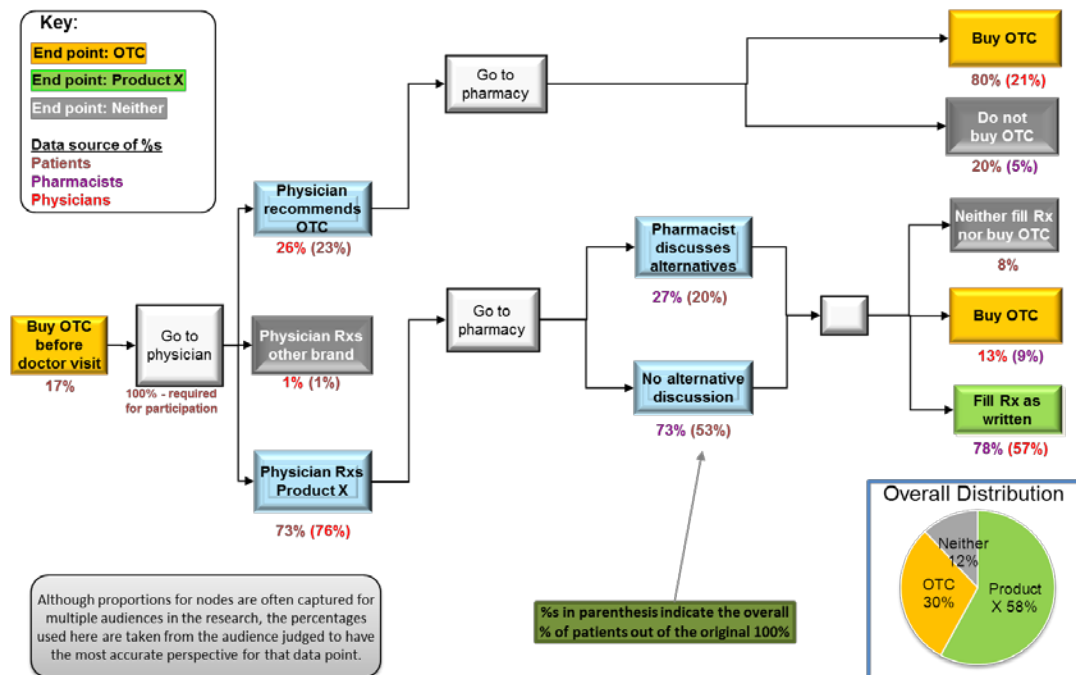 Key:
End point: OTC
End point: Product X
End point: Neither
Data source of %s
Patients
Pharmacists
Physicians
Buy OTC
before
doctor visit
17%
Go to
physician
100% - required
for participation
Physician
recommends
OTC
26% (23%)
Physician Rxs
other brand
1% (1%)
Physician Rxs
Product X
73% (76%)
Go to
pharmacy
Go to
pharmacy
Pharmacist
discusses
alternatives
27% (20%)
No alternative
discussion
73% (53%)
Buy OTC
80% (21%)
Do not
buy OTC
20% (5%)
Neither fill Rx
nor buy OTC
8%
Buy OTC
13% (9%)
Fill Rx as
written
78% (57%)
Although proportions for nodes are often captured for
multiple audiences in the research, the percentages
used here are taken from the audience judged to have
the most accurate perspective for that data point.
%s in parenthesis indicate the overall
% of patients out of the original 100%
Overall Distribution
Neither
12%
OTC
30%
Product
X 58%